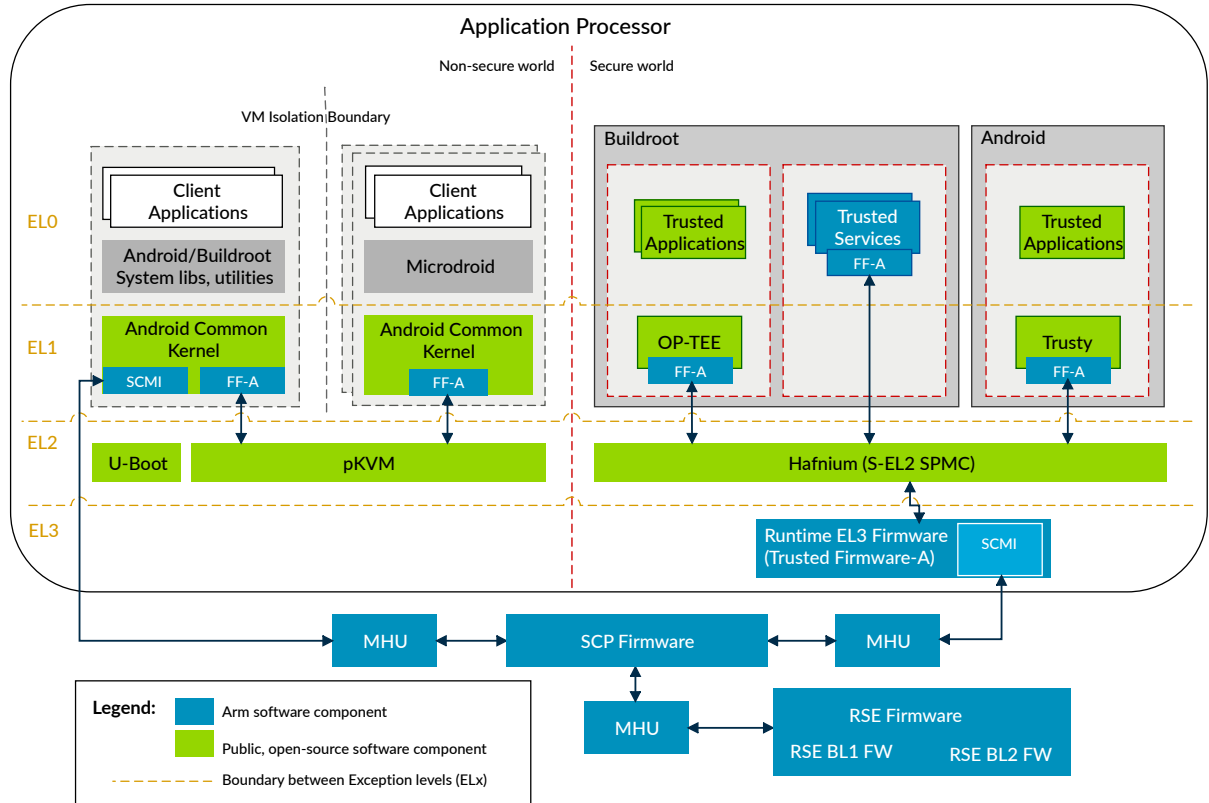 Application Processor
Non-secure world
Secure world
VM Isolation Boundary
Buildroot
Android
EL0
Client
Applications
Client
Applications
Trusted
Applications
Trusted
Services
FF-A
Trusted
Applications
Android/Buildroot
System libs, utilities
Microdroid
EL1
Android Common
Kernel
SCMI
FF-A
Android Common
Kernel
FF-A
OP-TEE
FF-A
Trusty
FF-A
EL2
U-Boot
pKVM
Hafnium (S-EL2 SPMC)
EL3
Runtime EL3 Firmware
(Trusted Firmware-A)
SCMI
MHU
SCP Firmware
MHU
MHU
RSE Firmware
RSE BL1 FW
RSE BL2 FW
Legend:
Arm software component
Public, open-source software component
Boundary between Exception levels (ELx)